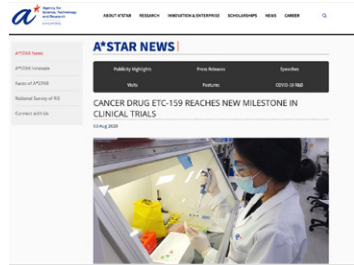 Agency for
Science, Technology
and Research
ABOUT A*STAR RESEARCH INNOVATION & ENTERPRISE SCHOLARSHIPS NEWS CAREER
A*STAR News
A*STAR Innovate
Faces of A*STAR
National Survey of R&D
Connect with Us
A*STAR NEWS
Publicity Highlights Press Releases Speeches
Visits Features COVID-19 R&D
CANCER DRUG ETC-159 REACHES NEW MILESTONE IN
CLINICAL TRIALS
03 Aug 2020